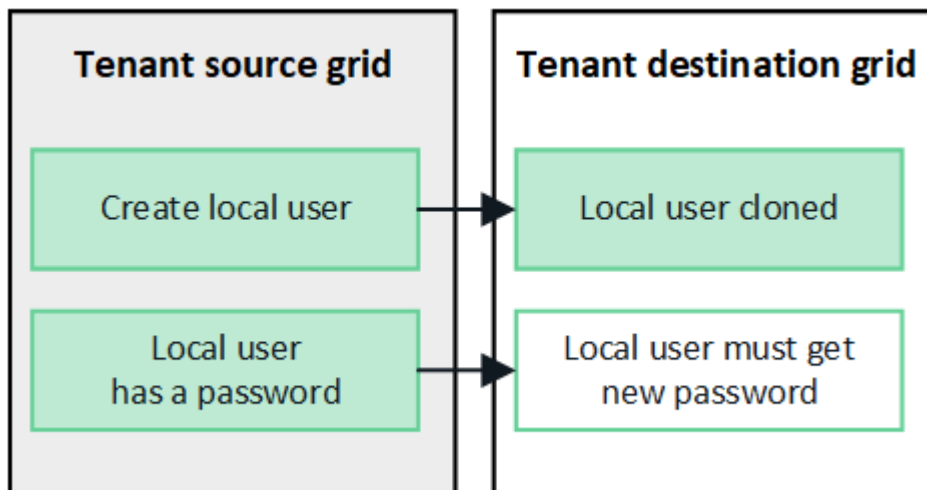 Tenant source grid
Tenant destination grid
Create local user
Local user cloned
Local user
has a password
Local user must get
new password